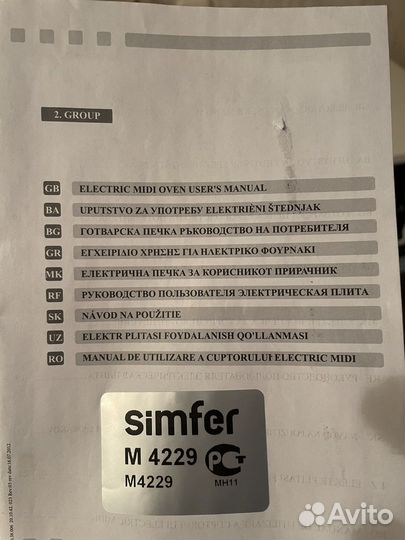 2. GROUP
GB ELECTRIC MIDI OVEN USER'S MANUAL
BA UPUTSTVO ZA УПОТРЕБУ ELEKTRIČNI ŠTEDNJAK
BG ГОТВАРСКА ПЕЧКА РЪКОВОДСТВО НА ПОТРЕБИТЕЛЯ
GR ΕΓΧΕΙΡΙΔΙΟ ΧΡΗΣΗΣ ΓΙΑ ΗΛΕΚΤΡΙΚΟ ΦΟΥΡΝΑΚΙ
MK ЕЛЕКТРИЧНА ПЕЧКА ЗА КОРИСНИКОТ ПРИРАЧНИК
RF РУКОВОДСТВО ПОЛЬЗОВАТЕЛЯ ЭЛЕКТРИЧЕСКАЯ ПЛИТА
SK NÁVOD NA POUŽITIE
UZ ELEKTR PLITASI FOYDALANISH QO'LLANMASI
RO MANUAL DE UTILIZARE A CUPTORULUI ELECTRIC MIDI
simfer
M 4229
M4229
PCT
MH11
Avito